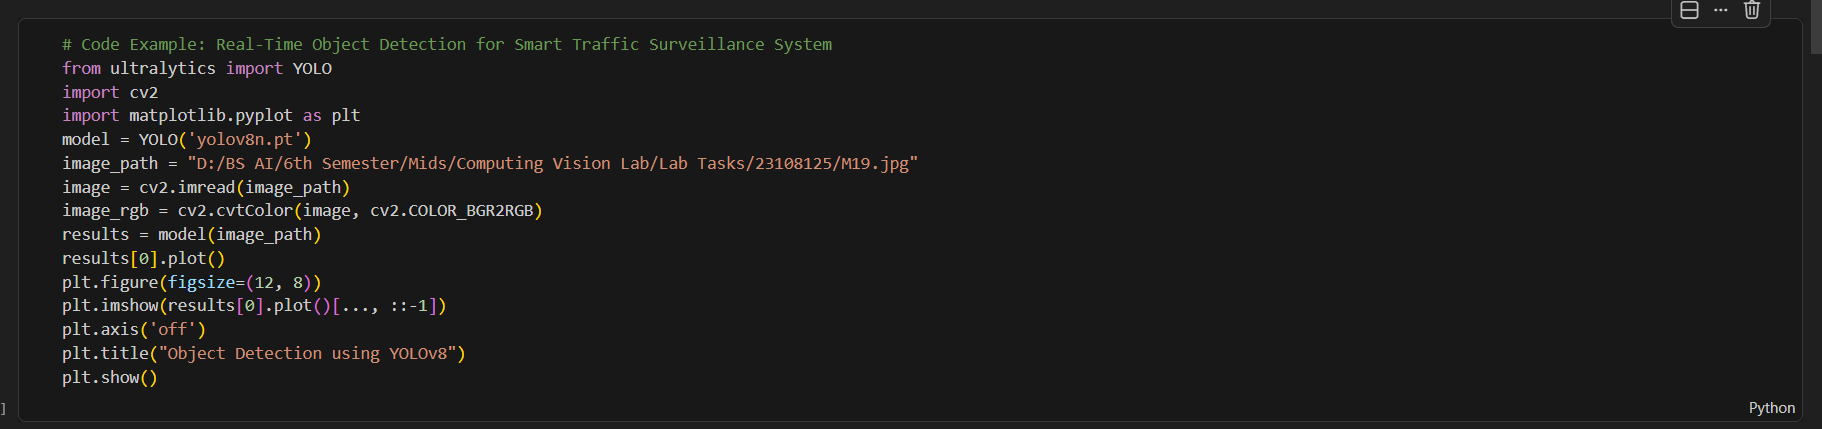 # Code Example: Real-Time Object Detection for Smart Traffic Surveillance System
from ultralytics import YOLO
import cv2
import matplotlib.pyplot as plt
model = YOLO('yolov8n.pt')
image_path = "D:/BS AI/6th Semester/Mids/Computing Vision Lab/Lab Tasks/23108125/M19.jpg"
image = cv2.imread(image_path)
image_rgb = cv2.cvtColor(image, cv2.COLOR_BGR2RGB)
results = model(image_path)
results[0].plot()
plt.figure(figsize=(12, 8))
plt.imshow(results[0].plot()[..., ::-1])
plt.axis('off')
plt.title("Object Detection using YOLOv8")
plt.show()
]
Python